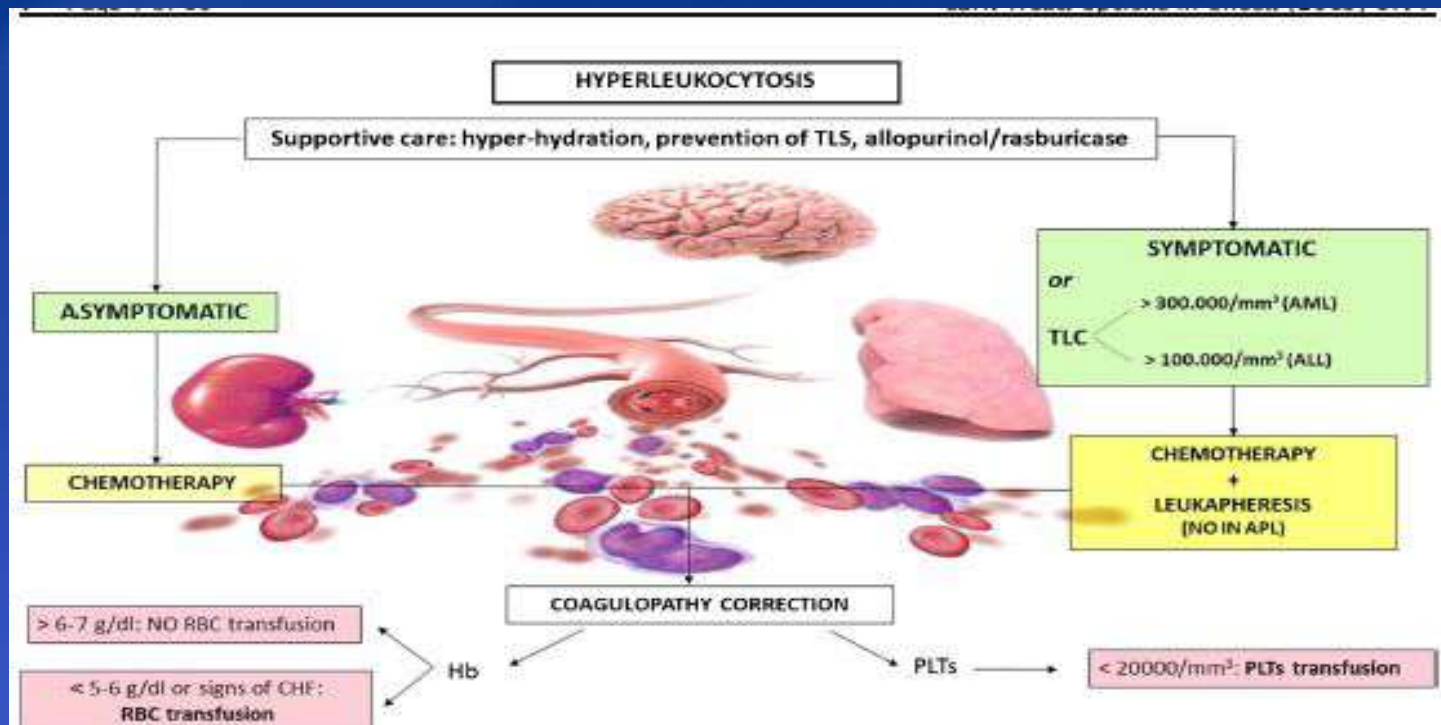 HYPERLEUKOCYTOSIS
Supportive care: hyper-hydration, prevention of TLS, allopurinol/rasburicase
SYMPTOMATIC
or
> 300.000/mm³ (AML)
TLC
> 100.000/mm³ (ALL)
ASYMPTOMATIC
CHEMOTHERAPY
CHEMOTHERAPY
+
LEUKAPHERESIS
(NO IN APL)
COAGULOPATHY CORRECTION
> 6-7 g/dl: NO RBC transfusion
Hb
PLTs
< 20000/mm³: PLTs transfusion
< 5-6 g/dl or signs of CHF:
RBC transfusion